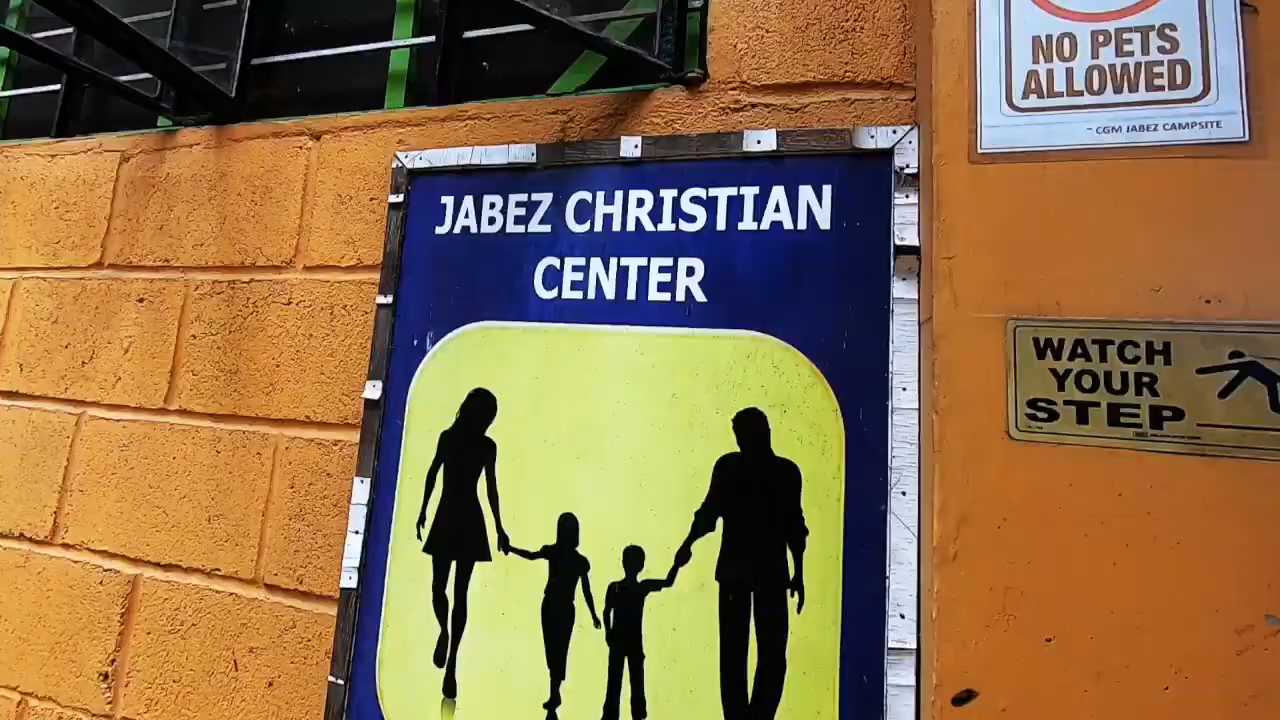 NO PETS
ALLOWED
- CGM JABEZ CAMPSITE
JABEZ CHRISTIAN
CENTER
WATCH
YOUR
STEP